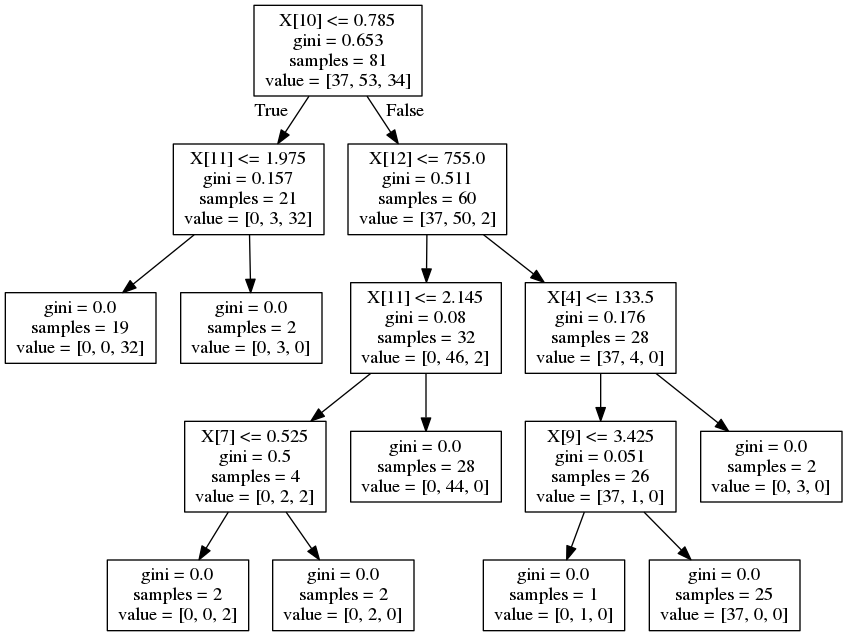 X[10] <= 0.785
gini = 0.653
samples = 81
value = [37, 53, 34]
True
False
X[11] <= 1.975
gini = 0.157
samples = 21
value = [0, 3, 32]
X[12] <= 755.0
gini = 0.511
samples = 60
value = [37, 50, 2]
gini = 0.0
samples = 19
value = [0, 0, 32]
gini = 0.0
samples = 2
value = [0, 3, 0]
X[11] <= 2.145
gini = 0.08
samples = 32
value = [0, 46, 2]
X[4] <= 133.5
gini = 0.176
samples = 28
value = [37, 4, 0]
X[7] <= 0.525
gini = 0.5
samples = 4
value = [0, 2, 2]
gini = 0.0
samples = 28
value = [0, 44, 0]
X[9] <= 3.425
gini = 0.051
samples = 26
value = [37, 1, 0]
gini = 0.0
samples = 2
value = [0, 3, 0]
gini = 0.0
samples = 2
value = [0, 0, 2]
gini = 0.0
samples = 2
value = [0, 2, 0]
gini = 0.0
samples = 1
value = [0, 1, 0]
gini = 0.0
samples = 25
value = [37, 0, 0]